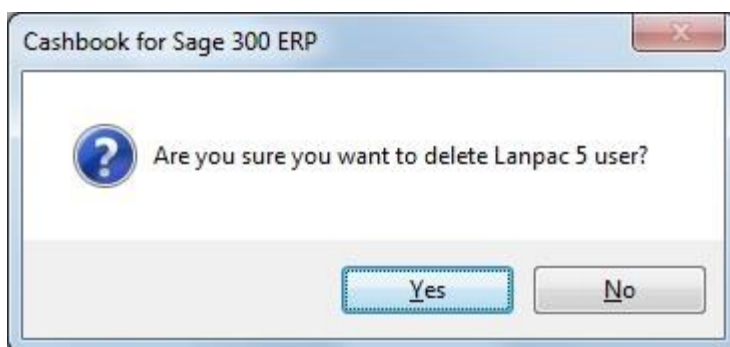 Cashbook for Sage 300 ERP
Are you sure you want to delete Lanpac 5 user?
Yes No